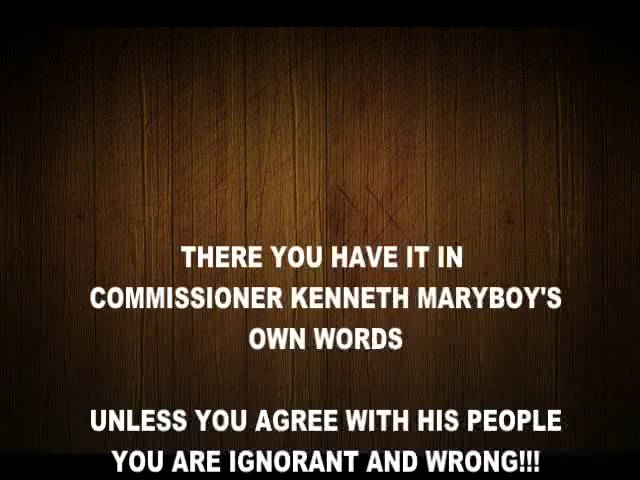 THERE YOU HAVE IT IN
COMMISSIONER KENNETH MARYBOY'S
OWN WORDS
UNLESS YOU AGREE WITH HIS PEOPLE
YOU ARE IGNORANT AND WRONG!!!